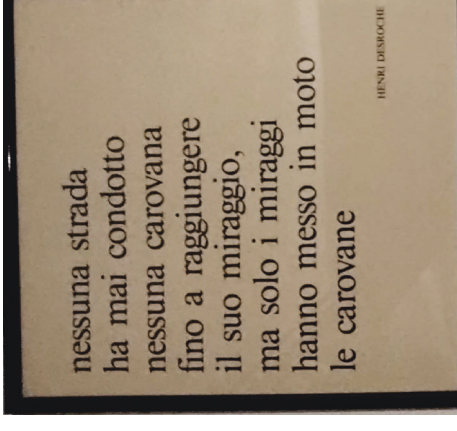 nessuna strada
ha mai condotto
nessuna carovana
fino a raggiungere
il suo miraggio,
ma solo i miraggi
hanno messo in moto
le carovane
HENRI DESROCHE